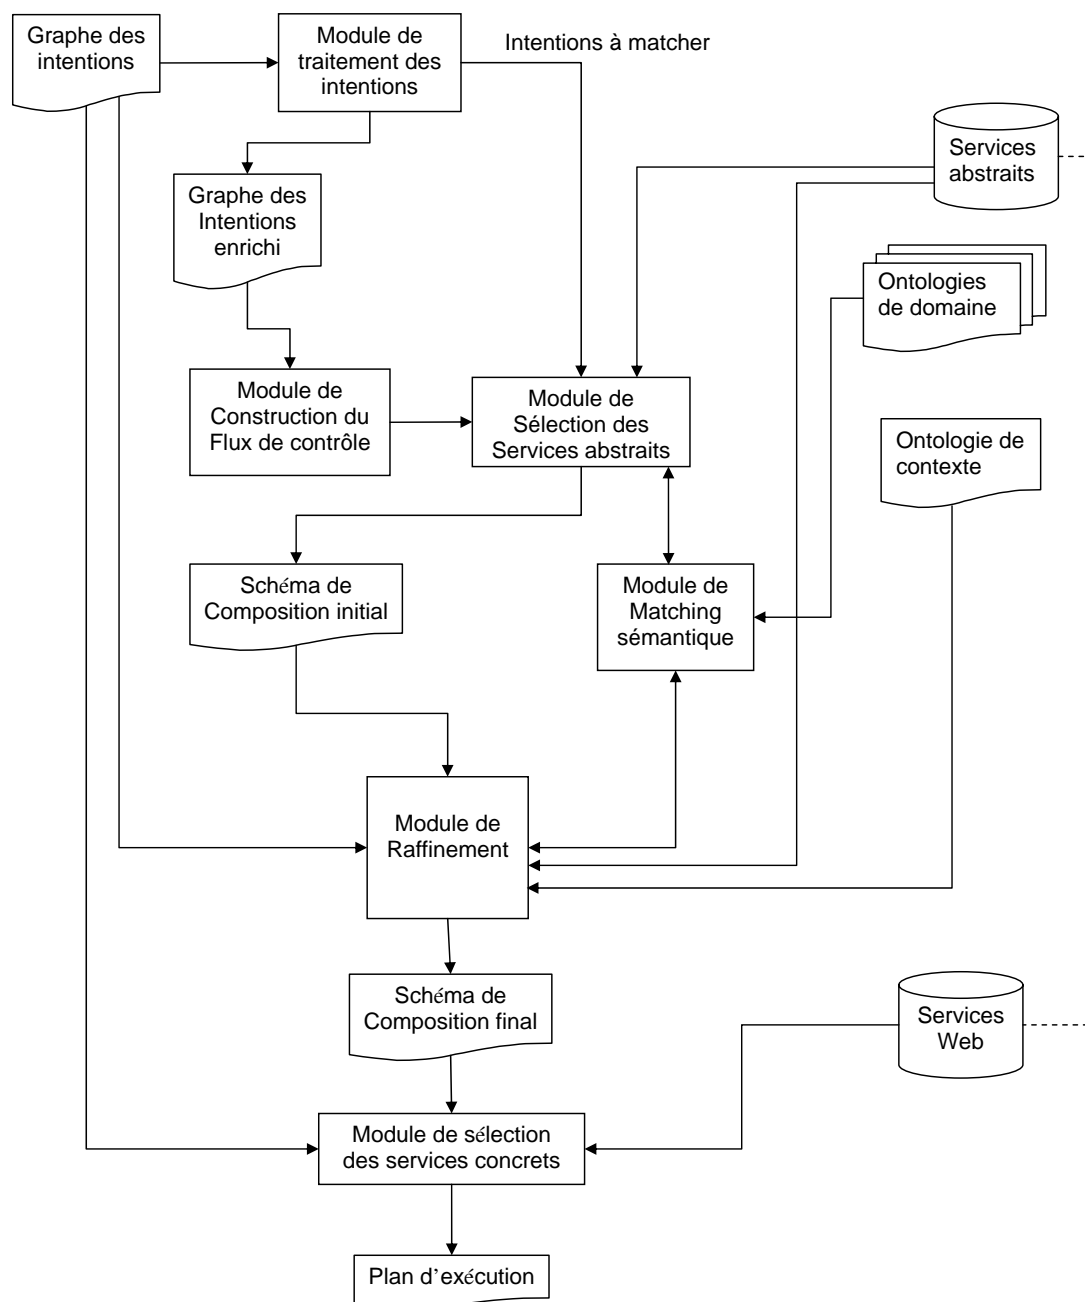 Graphe des
intentions
Module de
traitement des
intentions
Intentions à matcher
Services
abstraits
Graphe des
Intentions
enrichi
Ontologies
de domaine
Module de
Construction du
Flux de contrôle
Module de
Sélection des
Services abstraits
Ontologie de
contexte
Schéma de
Composition initial
Module de
Matching
sémantique
Module de
Raffinement
Schéma de
Composition final
Services
Web
Module de sélection
des services concrets
Plan d’exécution